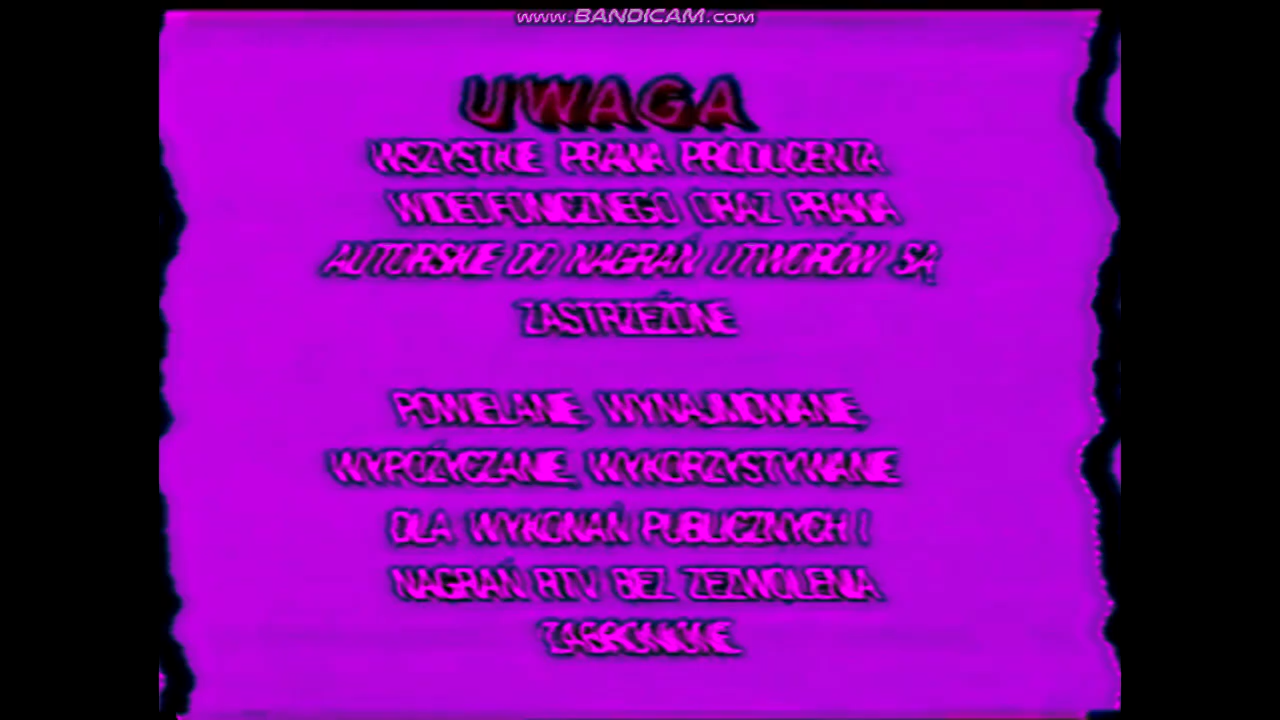 www.BANDICAM.com
UWAGA
WSZYSTKIE PRAWA PRODUCENTA
WIDEOFONICZNEGO ORAZ PRAWA
AUTORSKIE DO NAGRAŃ UTWORÓW SĄ
ZASTRZEŻONE
POWIELANIE, WYNAJMOWANIE,
WYPOŻYCZANIE, WYKORZYSTYWANIE
DLA WYKONAŃ PUBLICZNYCH I
NAGRAŃ RTV BEZ ZEZWOLENIA
ZABRONIONE.